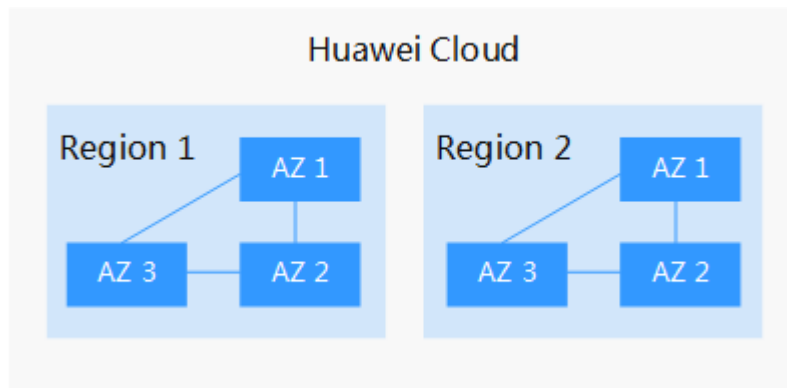 Huawei Cloud
Region 1
AZ 1
AZ 3
AZ 2
Region 2
AZ 1
AZ 3
AZ 2